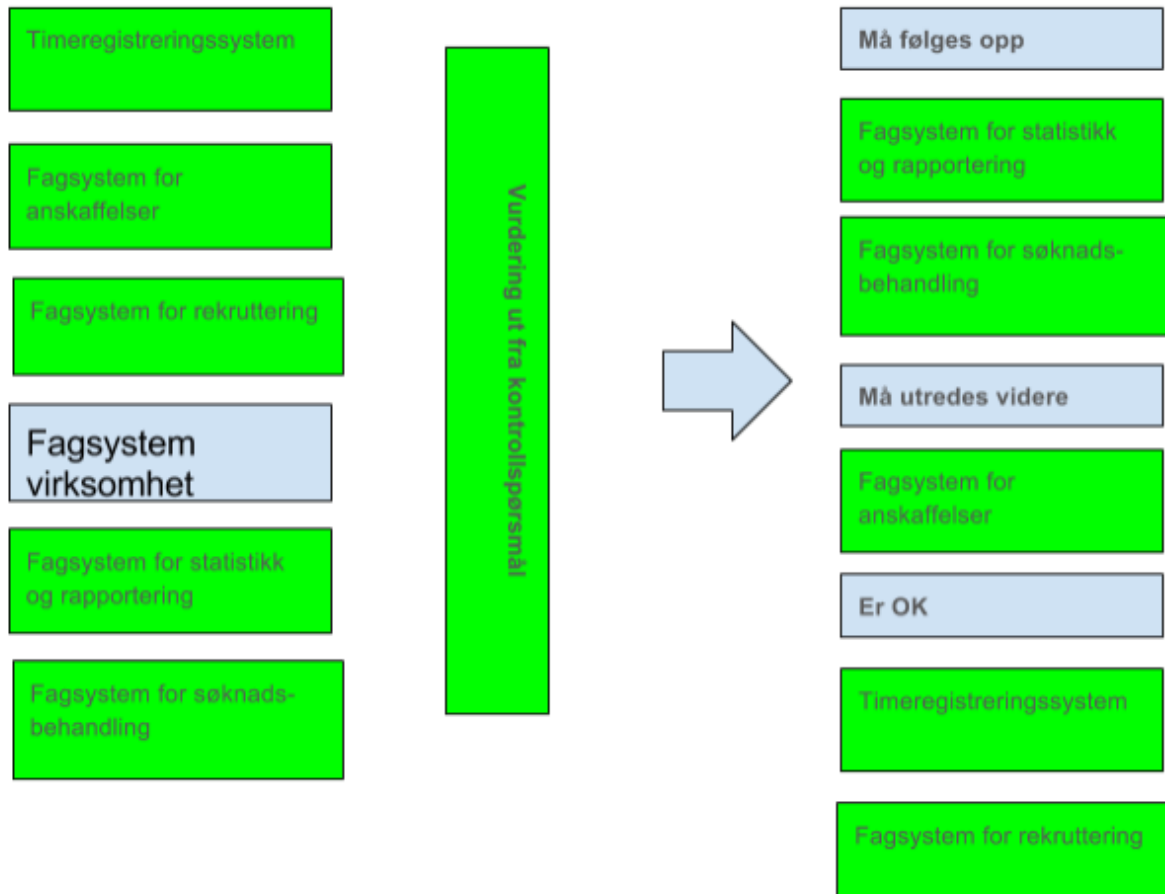 Timeregistreringssystem
Fagsystem for
anskaffelser
Fagsystem for rekruttering
Fagsystem
virksomhet
Fagsystem for statistikk
og rapportering
Fagsystem for søknads-
behandling
Vurdering ut fra kontrollspørsmål
Må følges opp
Fagsystem for statistikk
og rapportering
Fagsystem for søknads-
behandling
Må utredes videre
Fagsystem for
anskaffelser
Er OK
Timeregistreringssystem
Fagsystem for rekruttering